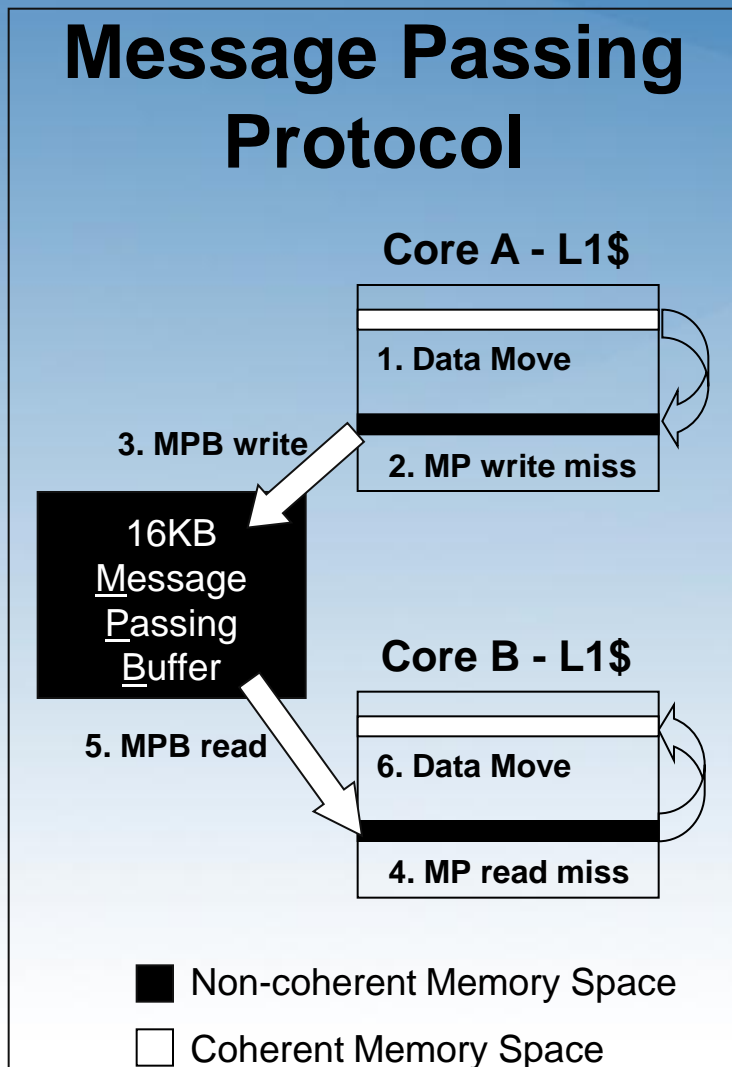 Message Passing
Protocol
Core A - L1$
1. Data Move
3. MPB write
2. MP write miss
16KB
Message
Passing
Buffer
Core B - L1$
5. MPB read
6. Data Move
4. MP read miss
Non-coherent Memory Space
Coherent Memory Space